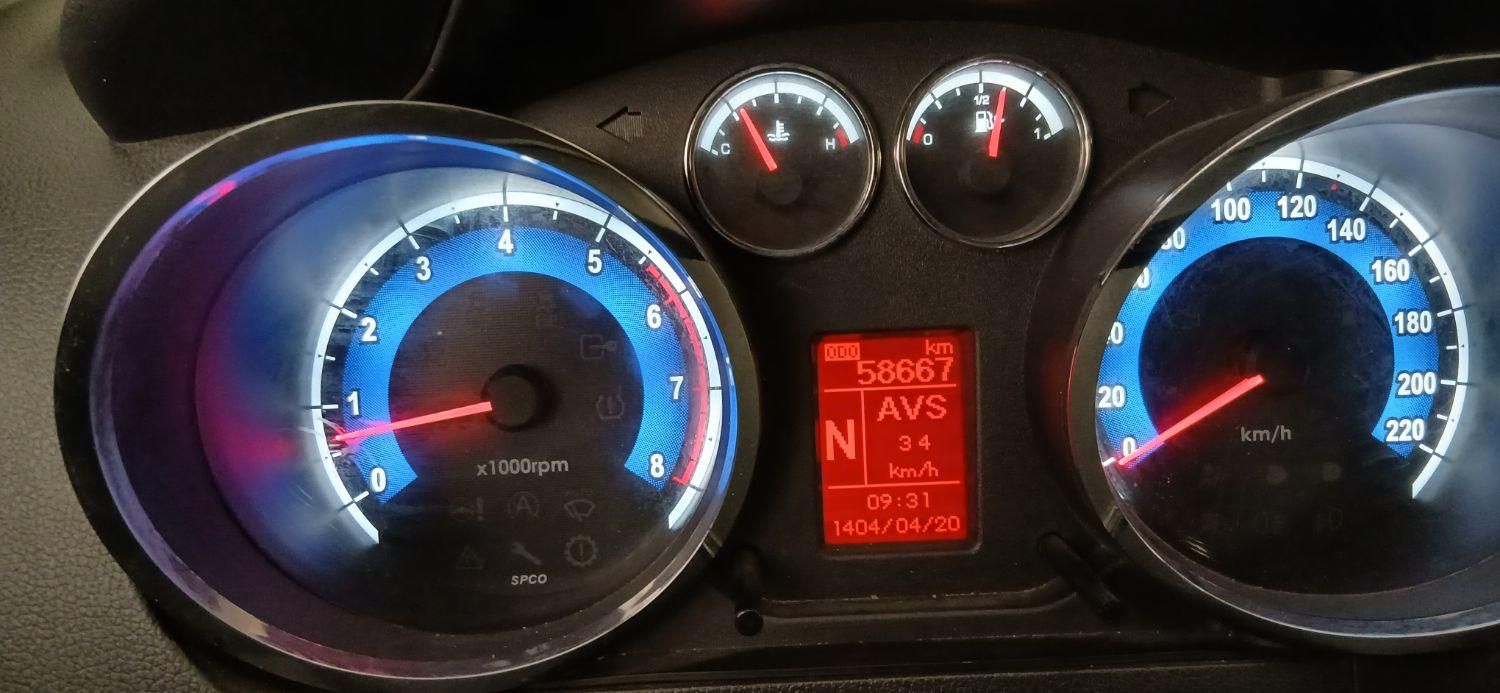 C H
0 1/2 1
0 1 2 3 4 5 6 7 8
x1000rpm
SPCO
ODO km
58667
N
AVS
34
km/h
09:31
1404/04/20
0 20 100 120 140 160 180 200 220
km/h